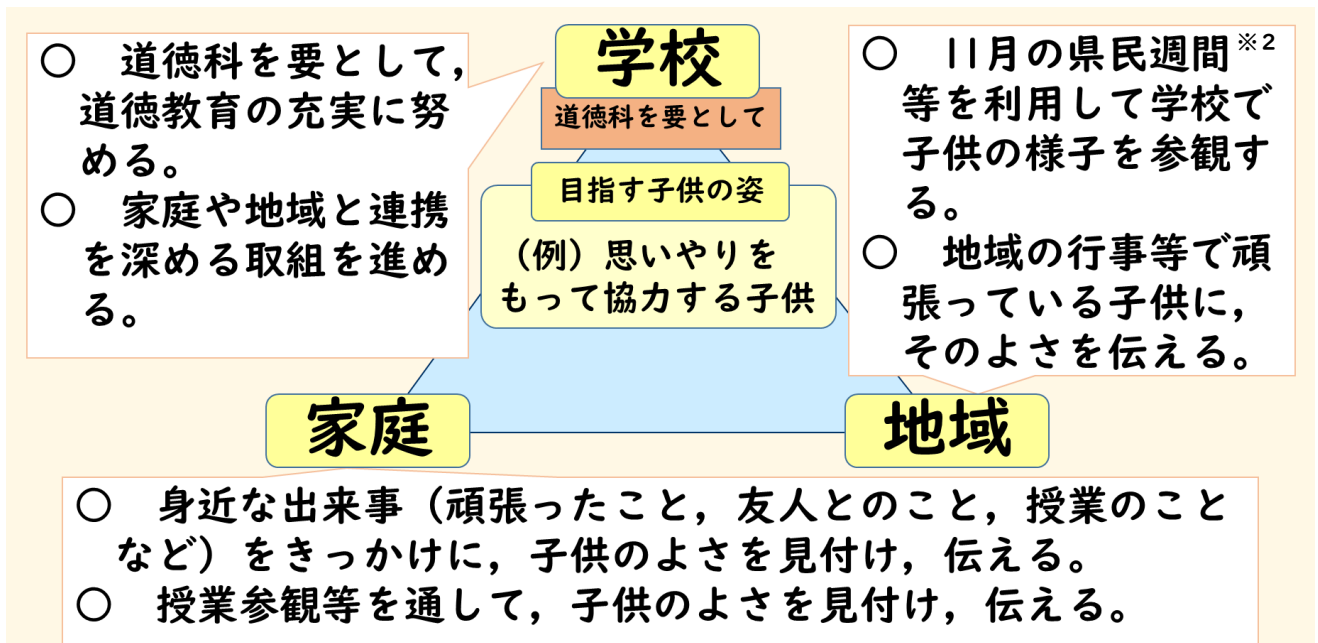 学校
道徳科を要として
○　道徳科を要として，
道徳教育の充実に努
める。
○　家庭や地域と連携
を深める取組を進め
る。
目指す子供の姿
（例）思いやりを
もって協力する子供
○　11月の県民週間※2
等を利用して学校で
子供の様子を参観す
る。
○　地域の行事等で頑
張っている子供に，
そのよさを伝える。
家庭
地域
○　身近な出来事（頑張ったこと，友人とのこと，授業のこと
など）をきっかけに，子供のよさを見付け，伝える。
○　授業参観等を通して，子供のよさを見付け，伝える。